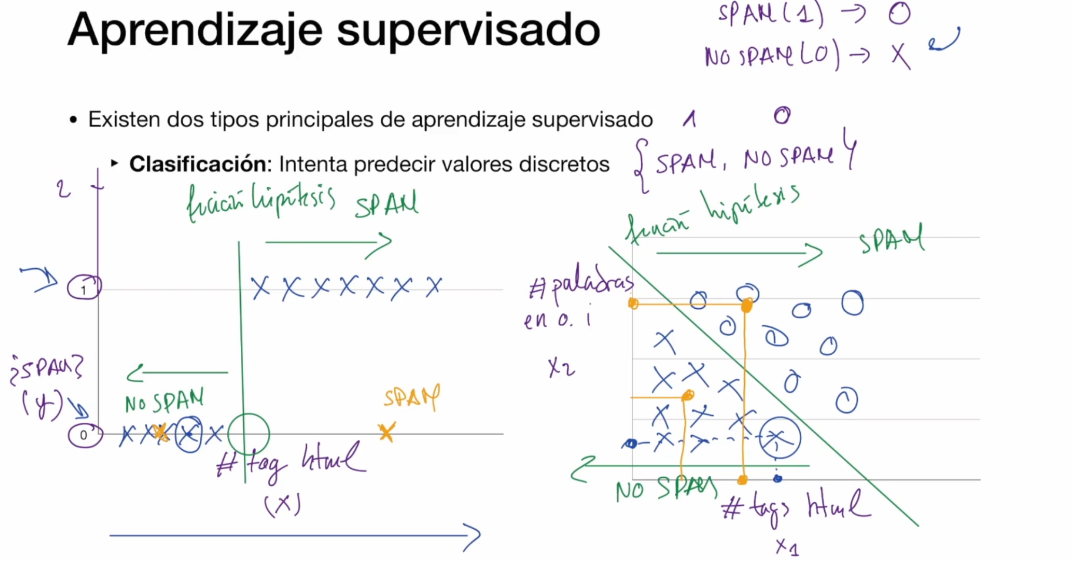 Aprendizaje supervisado
SPAM (1) → O
NO SPAM (0) → X
• Existen dos tipos principales de aprendizaje supervisado
1 0
‣ Clasificación: Intenta predecir valores discretos
{SPAM, NO SPAM}
2
función hipótesis SPAM
1
X X X X X X X
¿SPAM?
(y)
NO SPAM
SPAM
0
# tag html
(X)
función hipótesis
SPAM
# palabras
en o. i
X2
NO SPAM
# tags html
X1